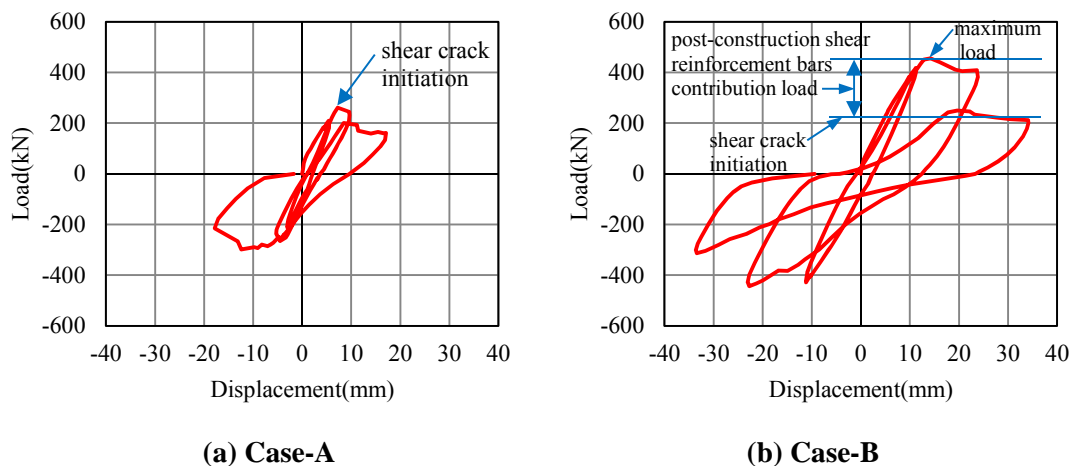 600
400
200
0
-200
-400
-600
-40
-30
-20
-10
0
10
20
30
40
Load(kN)
Displacement(mm)
shear crack
initiation
(a) Case-A
600
400
200
0
-200
-400
-600
-40
-30
-20
-10
0
10
20
30
40
Load(kN)
Displacement(mm)
post-construction shear
reinforcement bars
contribution load
maximum
load
shear crack
initiation
(b) Case-B